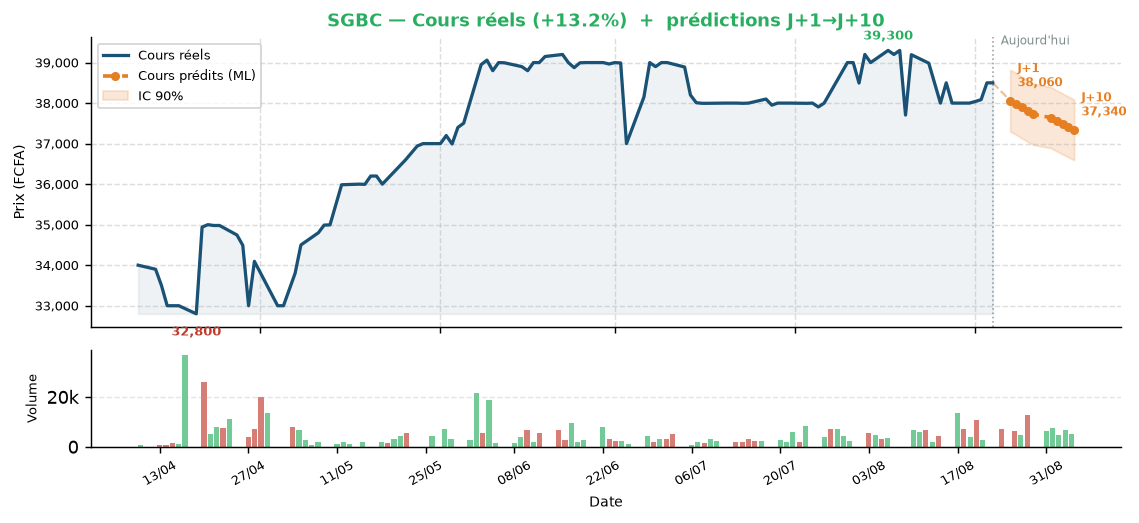 SGBC — Cours réels (+13.2%)  +  prédictions J+1→J+10
39,300
Aujourd'hui
Cours réels
Cours prédits (ML)
IC 90%
J+1
38,060
J+10
37,340
Prix (FCFA)
39,000
38,000
37,000
36,000
35,000
34,000
33,000
32,800
Volume
20k
0
13/04
27/04
11/05
25/05
08/06
22/06
06/07
20/07
03/08
17/08
31/08
Date